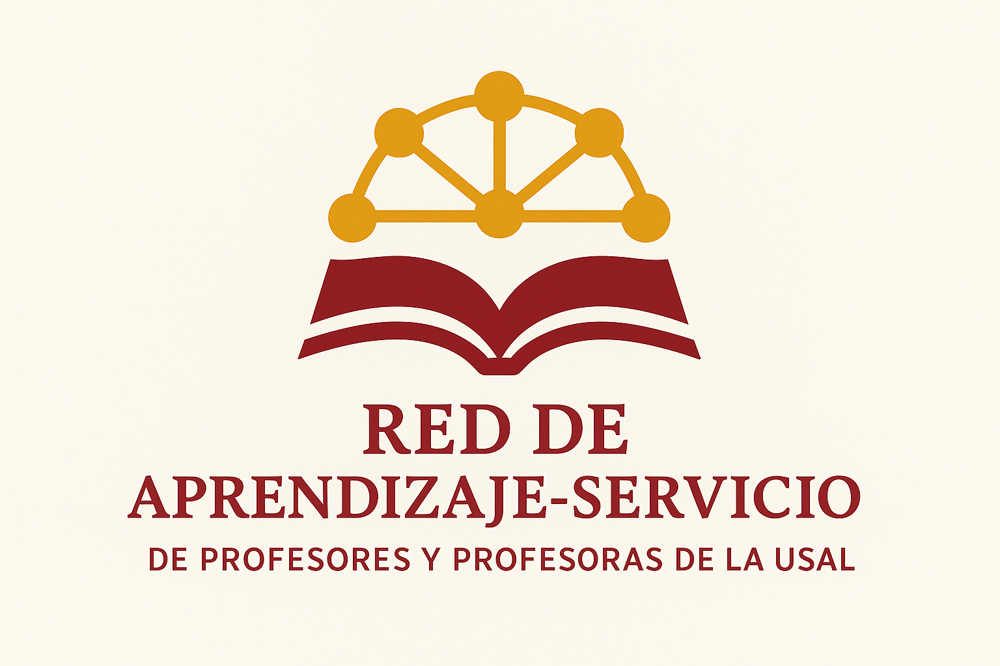 RED DE
APRENDIZAJE-SERVICIO
DE PROFESORES Y PROFESORAS DE LA USAL